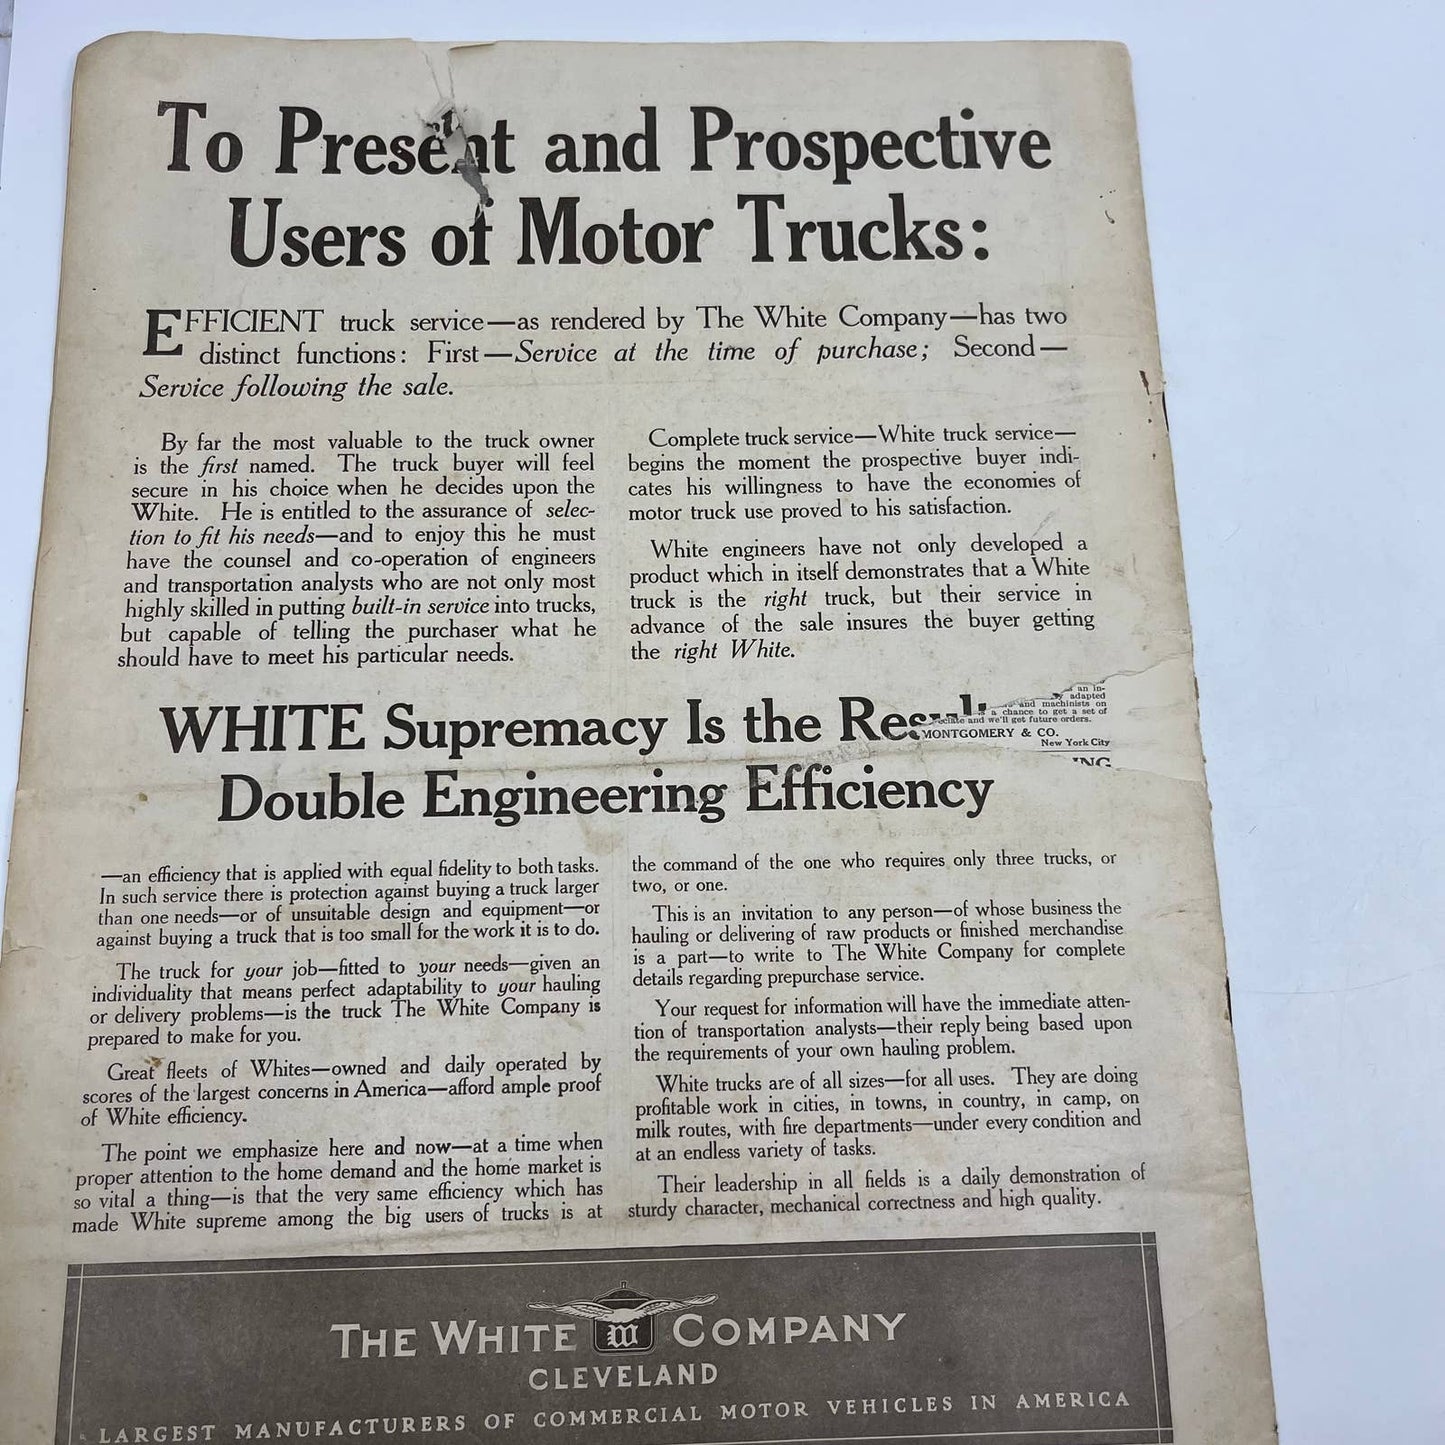 To Present and Prospective
Users of Motor Trucks:
EFFICIENT truck service—as rendered by The White Company—has two
distinct functions: First—Service at the time of purchase; Second—
Service following the sale.
By far the most valuable to the truck owner
is the first named. The truck buyer will feel
secure in his choice when he decides upon the
White. He is entitled to the assurance of selec-
tion to fit his needs—and to enjoy this he must
have the counsel and co-operation of engineers
and transportation analysts who are not only most
highly skilled in putting built-in service into trucks,
but capable of telling the purchaser what he
should have to meet his particular needs.
Complete truck service—White truck service—
begins the moment the prospective buyer indi-
cates his willingness to have the economies of
motor truck use proved to his satisfaction.
White engineers have not only developed a
product which in itself demonstrates that a White
truck is the right truck, but their service in
advance of the sale insures the buyer getting
the right White.
an in-
adapted
and machinists on
a chance to get a set of
and we'll get future orders.
MONTGOMERY & CO.
New York City
WHITE Supremacy Is the Result
Double Engineering Efficiency
—an efficiency that is applied with equal fidelity to both tasks.
In such service there is protection against buying a truck larger
than one needs—or of unsuitable design and equipment—or
against buying a truck that is too small for the work it is to do.
The truck for your job—fitted to your needs—given an
individuality that means perfect adaptability to your hauling
or delivery problems—is the truck The White Company is
prepared to make for you.
Great fleets of Whites—owned and daily operated by
scores of the largest concerns in America—afford ample proof
of White efficiency.
The point we emphasize here and now—at a time when
proper attention to the home demand and the home market is
so vital a thing—is that the very same efficiency which has
made White supreme among the big users of trucks is at
the command of the one who requires only three trucks, or
two, or one.
This is an invitation to any person—of whose business the
hauling or delivering of raw products or finished merchandise
is a part—to write to The White Company for complete
details regarding prepurchase service.
Your request for information will have the immediate atten-
tion of transportation analysts—their reply being based upon
the requirements of your own hauling problem.
White trucks are of all sizes—for all uses. They are doing
profitable work in cities, in towns, in country, in camp, on
milk routes, with fire departments—under every condition and
at an endless variety of tasks.
Their leadership in all fields is a daily demonstration of
sturdy character, mechanical correctness and high quality.
THE WHITE COMPANY
CLEVELAND
LARGEST MANUFACTURERS OF COMMERCIAL MOTOR VEHICLES IN AMERICA